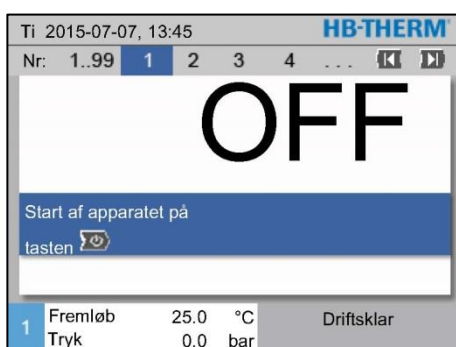 Ti 2015-07-07, 13:45 HB-THERM®
Nr: 1..99 1 2 3 4 ...
OFF
Start af apparatet på
tasten
1 Fremløb 25.0 °C Driftsklar
Tryk 0.0 bar